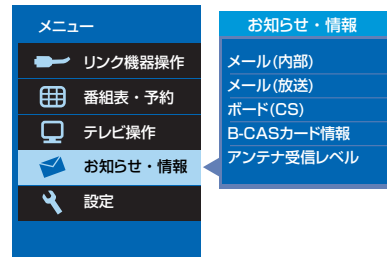 メニュー
リンク機器操作
番組表・予約
テレビ操作
お知らせ・情報
設定
お知らせ・情報
メール(内部)
メール(放送)
ボード(CS)
B-CASカード情報
アンテナ受信レベル